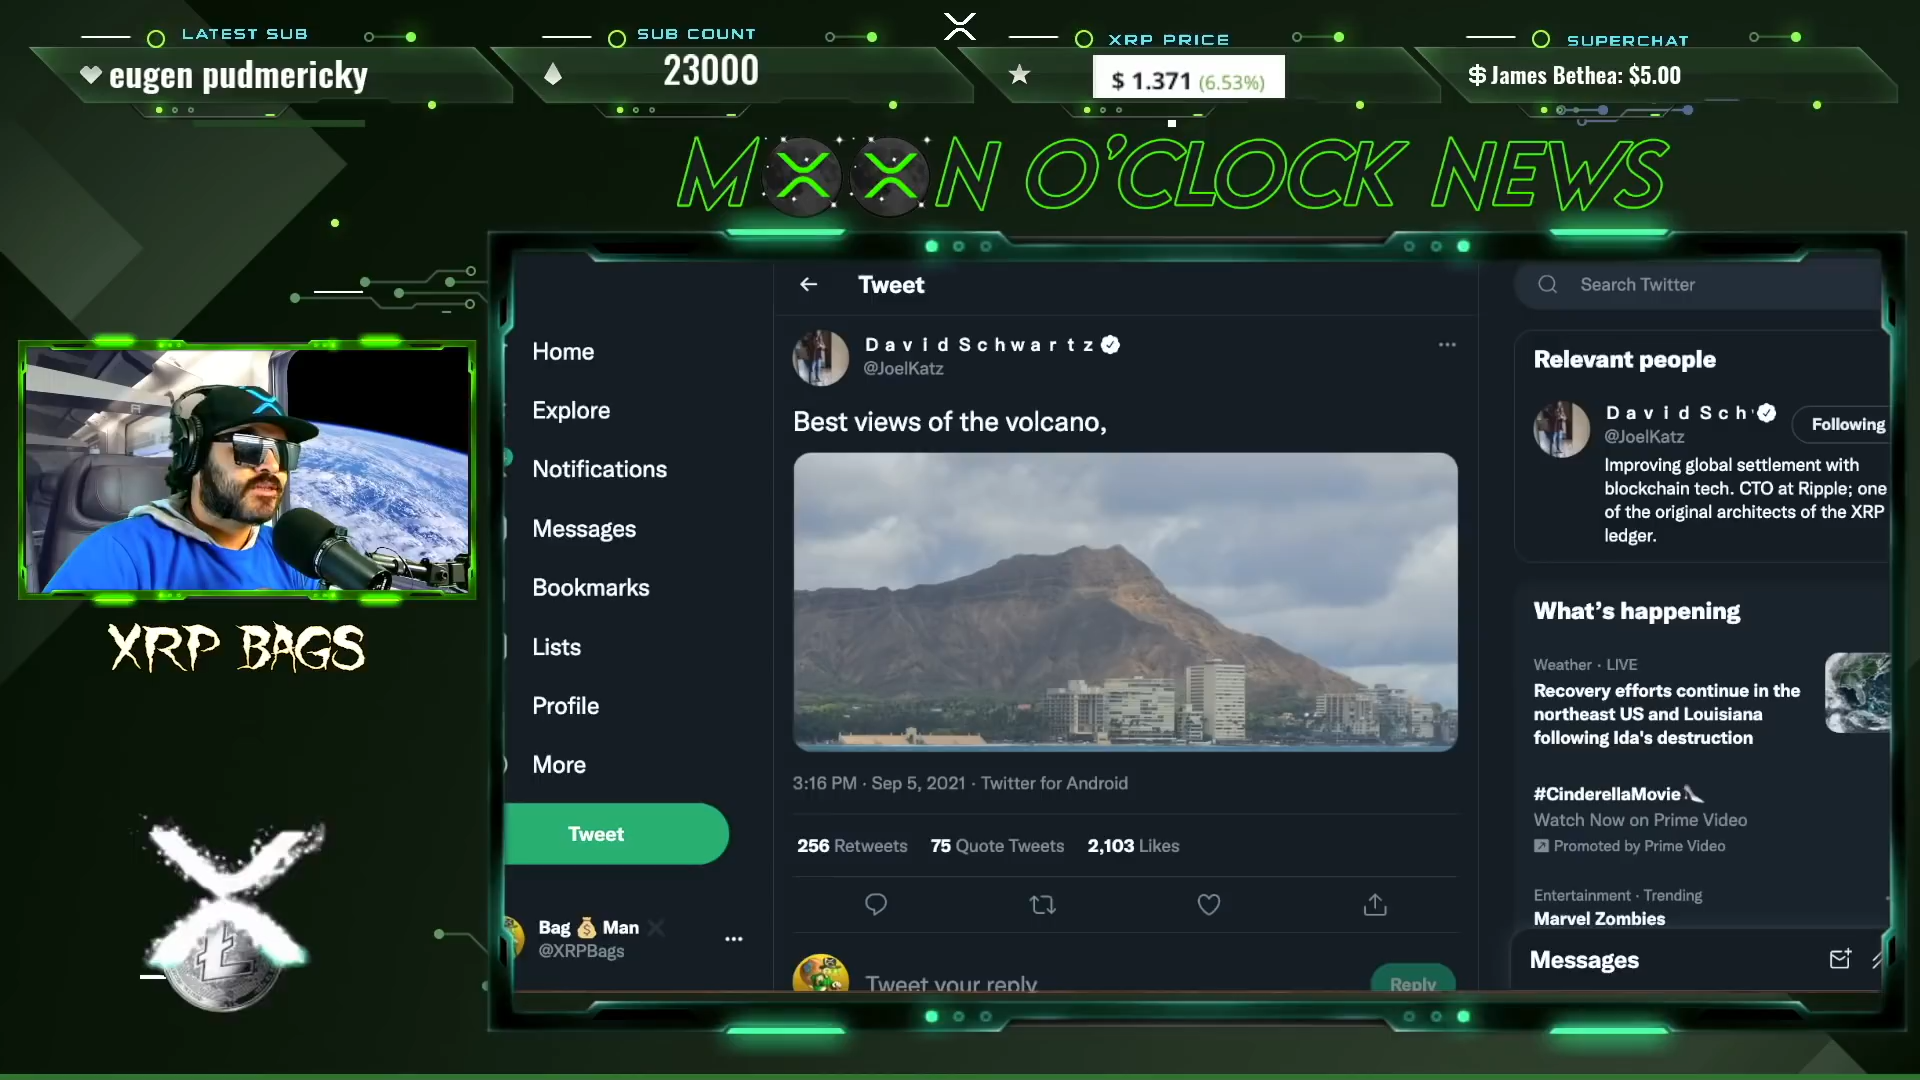 LATEST SUB
eugen pudmericky
SUB COUNT
23000
XRP PRICE
$ 1.371 (6.53%)
SUPERCHAT
$ James Bethea: $5.00
MOON O'CLOCK NEWS
XRP BAGS
Home
Explore
Notifications
Messages
Bookmarks
Lists
Profile
More
Tweet
Bag 💰 Man
@XRPBags
Tweet
David Schwartz
@JoelKatz
Best views of the volcano,
3:16 PM · Sep 5, 2021 · Twitter for Android
256 Retweets 75 Quote Tweets 2,103 Likes
Tweet your reply
Reply
Search Twitter
Relevant people
David Sch
Following
@JoelKatz
Improving global settlement with
blockchain tech. CTO at Ripple; one
of the original architects of the XRP
ledger.
What's happening
Weather · LIVE
Recovery efforts continue in the
northeast US and Louisiana
following Ida's destruction
#CinderellaMovie
Watch Now on Prime Video
Promoted by Prime Video
Entertainment · Trending
Marvel Zombies
Messages